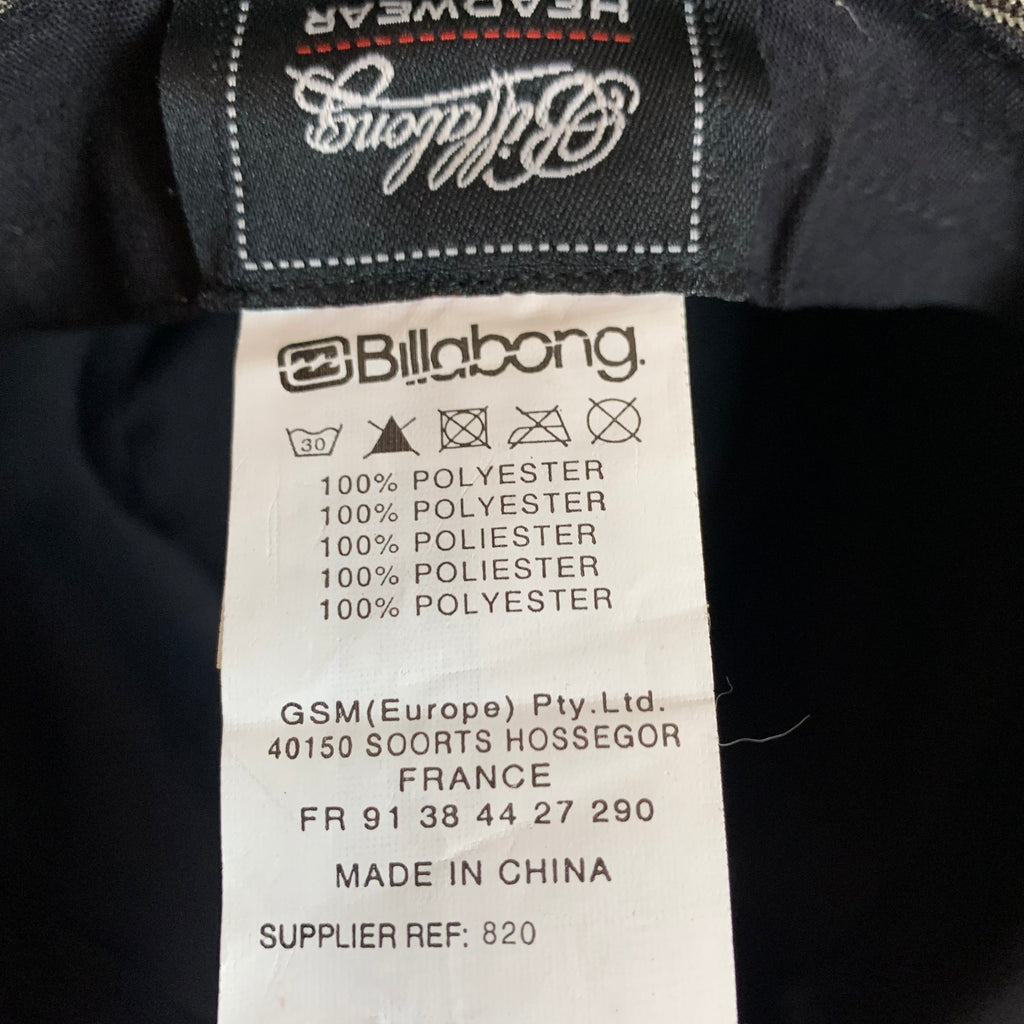 HEADWEAR
Billabong
Billabong.
30
100% POLYESTER
100% POLYESTER
100% POLIESTER
100% POLIESTER
100% POLYESTER
GSM(Europe) Pty.Ltd.
40150 SOORTS HOSSEGOR
FRANCE
FR 91 38 44 27 290
MADE IN CHINA
SUPPLIER REF: 820